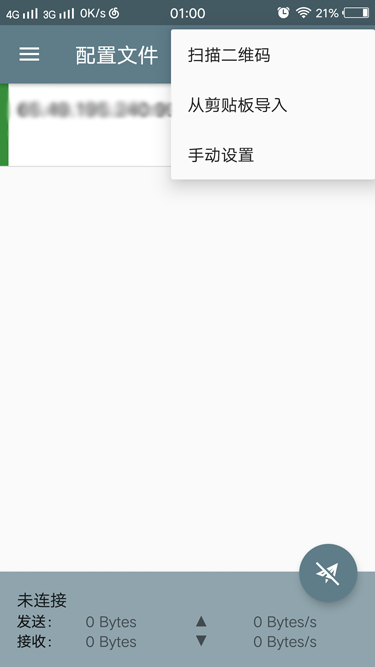 4G 3G 0K/s 01:00 21%
配置文件
扫描二维码
从剪贴板导入
手动设置
未连接
发送： 0 Bytes ▲ 0 Bytes/s
接收： 0 Bytes ▼ 0 Bytes/s